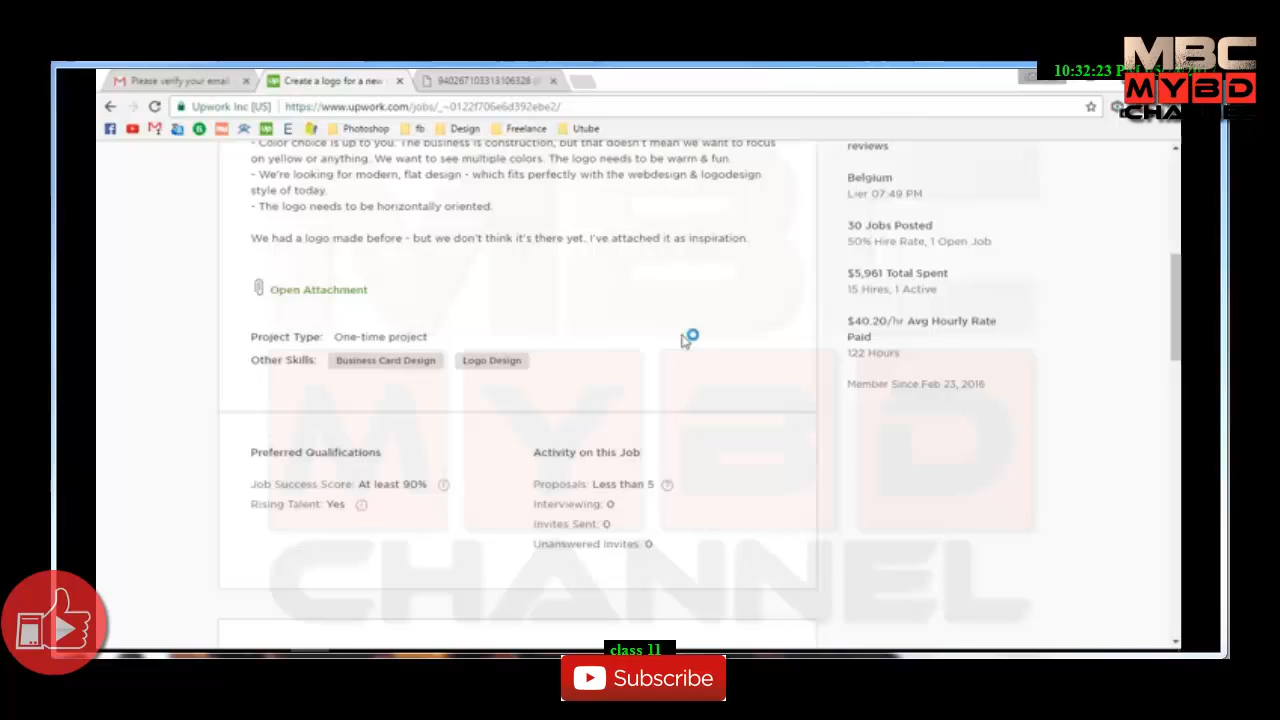 MBC
10:32:23 P
MYBD
CHANNEL
Please verify your email
Create a logo for a new
940267103313106328
Upwork Inc [US]
https://www.upwork.com/jobs/_~0122f706e6d392ebe2/
Photoshop
fb
Design
Freelance
Utube
- Color choice is up to you. The business is construction, but that doesn't mean we want to focus
on yellow or anything. We want to see multiple colors. The logo needs to be warm & fun.
- We're looking for modern, flat design - which fits perfectly with the webdesign & logodesign
style of today.
- The logo needs to be horizontally oriented.
We had a logo made before - but we don't think it's there yet. I've attached it as inspiration.
Open Attachment
Project Type: One-time project
Other Skills: Business Card Design Logo Design
Preferred Qualifications
Job Success Score: At least 90%
Rising Talent: Yes
Activity on this Job
Proposals: Less than 5
Interviewing: 0
Invites Sent: 0
Unanswered Invites: 0
reviews
Belgium
Lier 07:49 PM
30 Jobs Posted
50% Hire Rate, 1 Open Job
$5,961 Total Spent
15 Hires, 1 Active
$40.20/hr Avg Hourly Rate
Paid
122 Hours
Member Since Feb 23, 2016
MYBD
CHANNEL
class 11
Subscribe